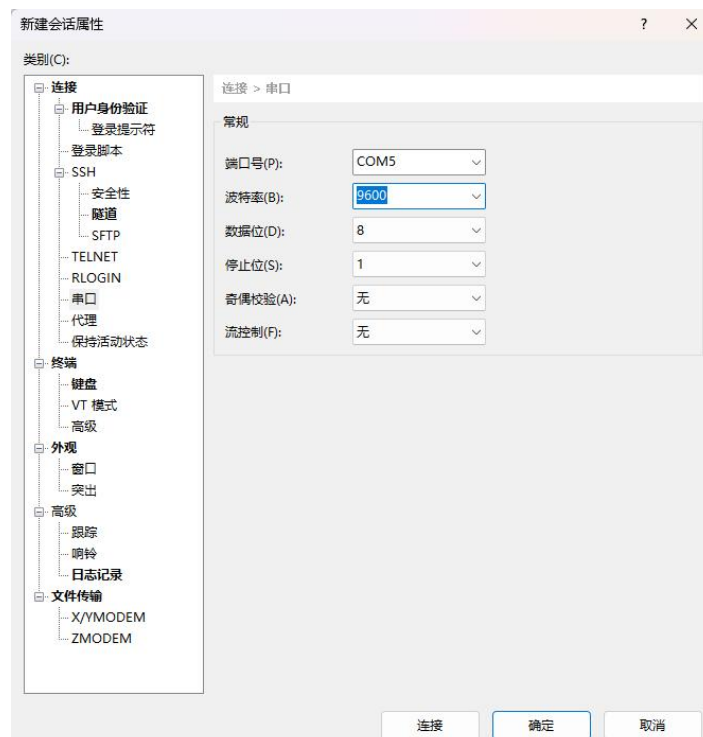 新建会话属性
?
×
类别(C):
连接
用户身份验证
登录提示符
登录脚本
SSH
安全性
隧道
SFTP
TELNET
RLOGIN
串口
代理
保持活动状态
终端
键盘
VT 模式
高级
外观
窗口
突出
高级
跟踪
响铃
日志记录
文件传输
X/YMODEM
ZMODEM
连接 > 串口
常规
端口号(P): COM5
波特率(B): 9600
数据位(D): 8
停止位(S): 1
奇偶校验(A): 无
流控制(F): 无
连接
确定
取消